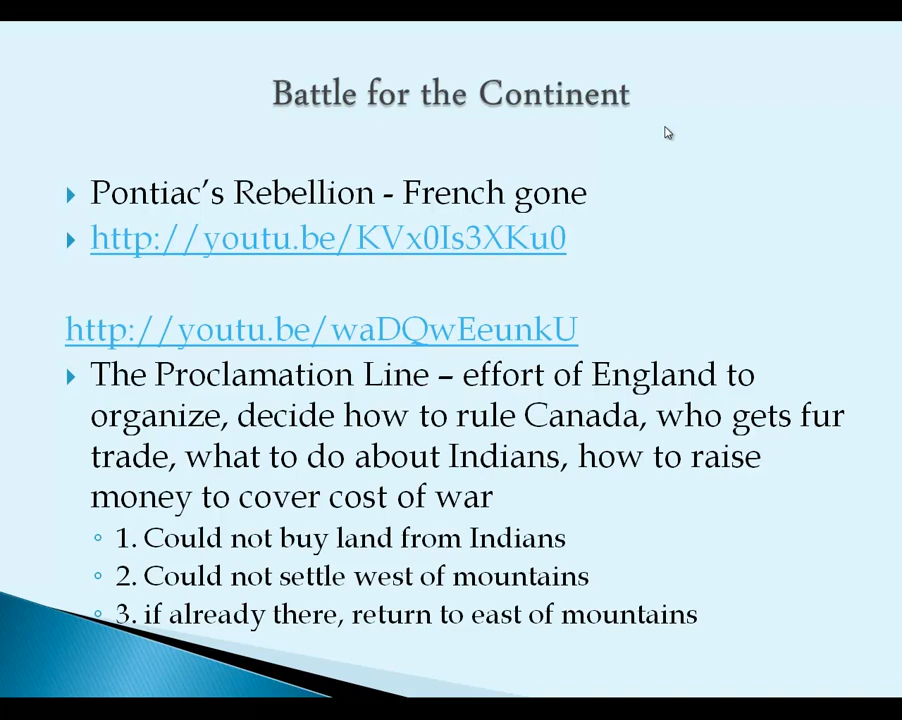 Battle for the Continent
Pontiac's Rebellion - French gone
http://youtu.be/KVx0Is3XKu0
http://youtu.be/waDQwEeunkU
The Proclamation Line – effort of England to
organize, decide how to rule Canada, who gets fur
trade, what to do about Indians, how to raise
money to cover cost of war
1. Could not buy land from Indians
2. Could not settle west of mountains
3. if already there, return to east of mountains